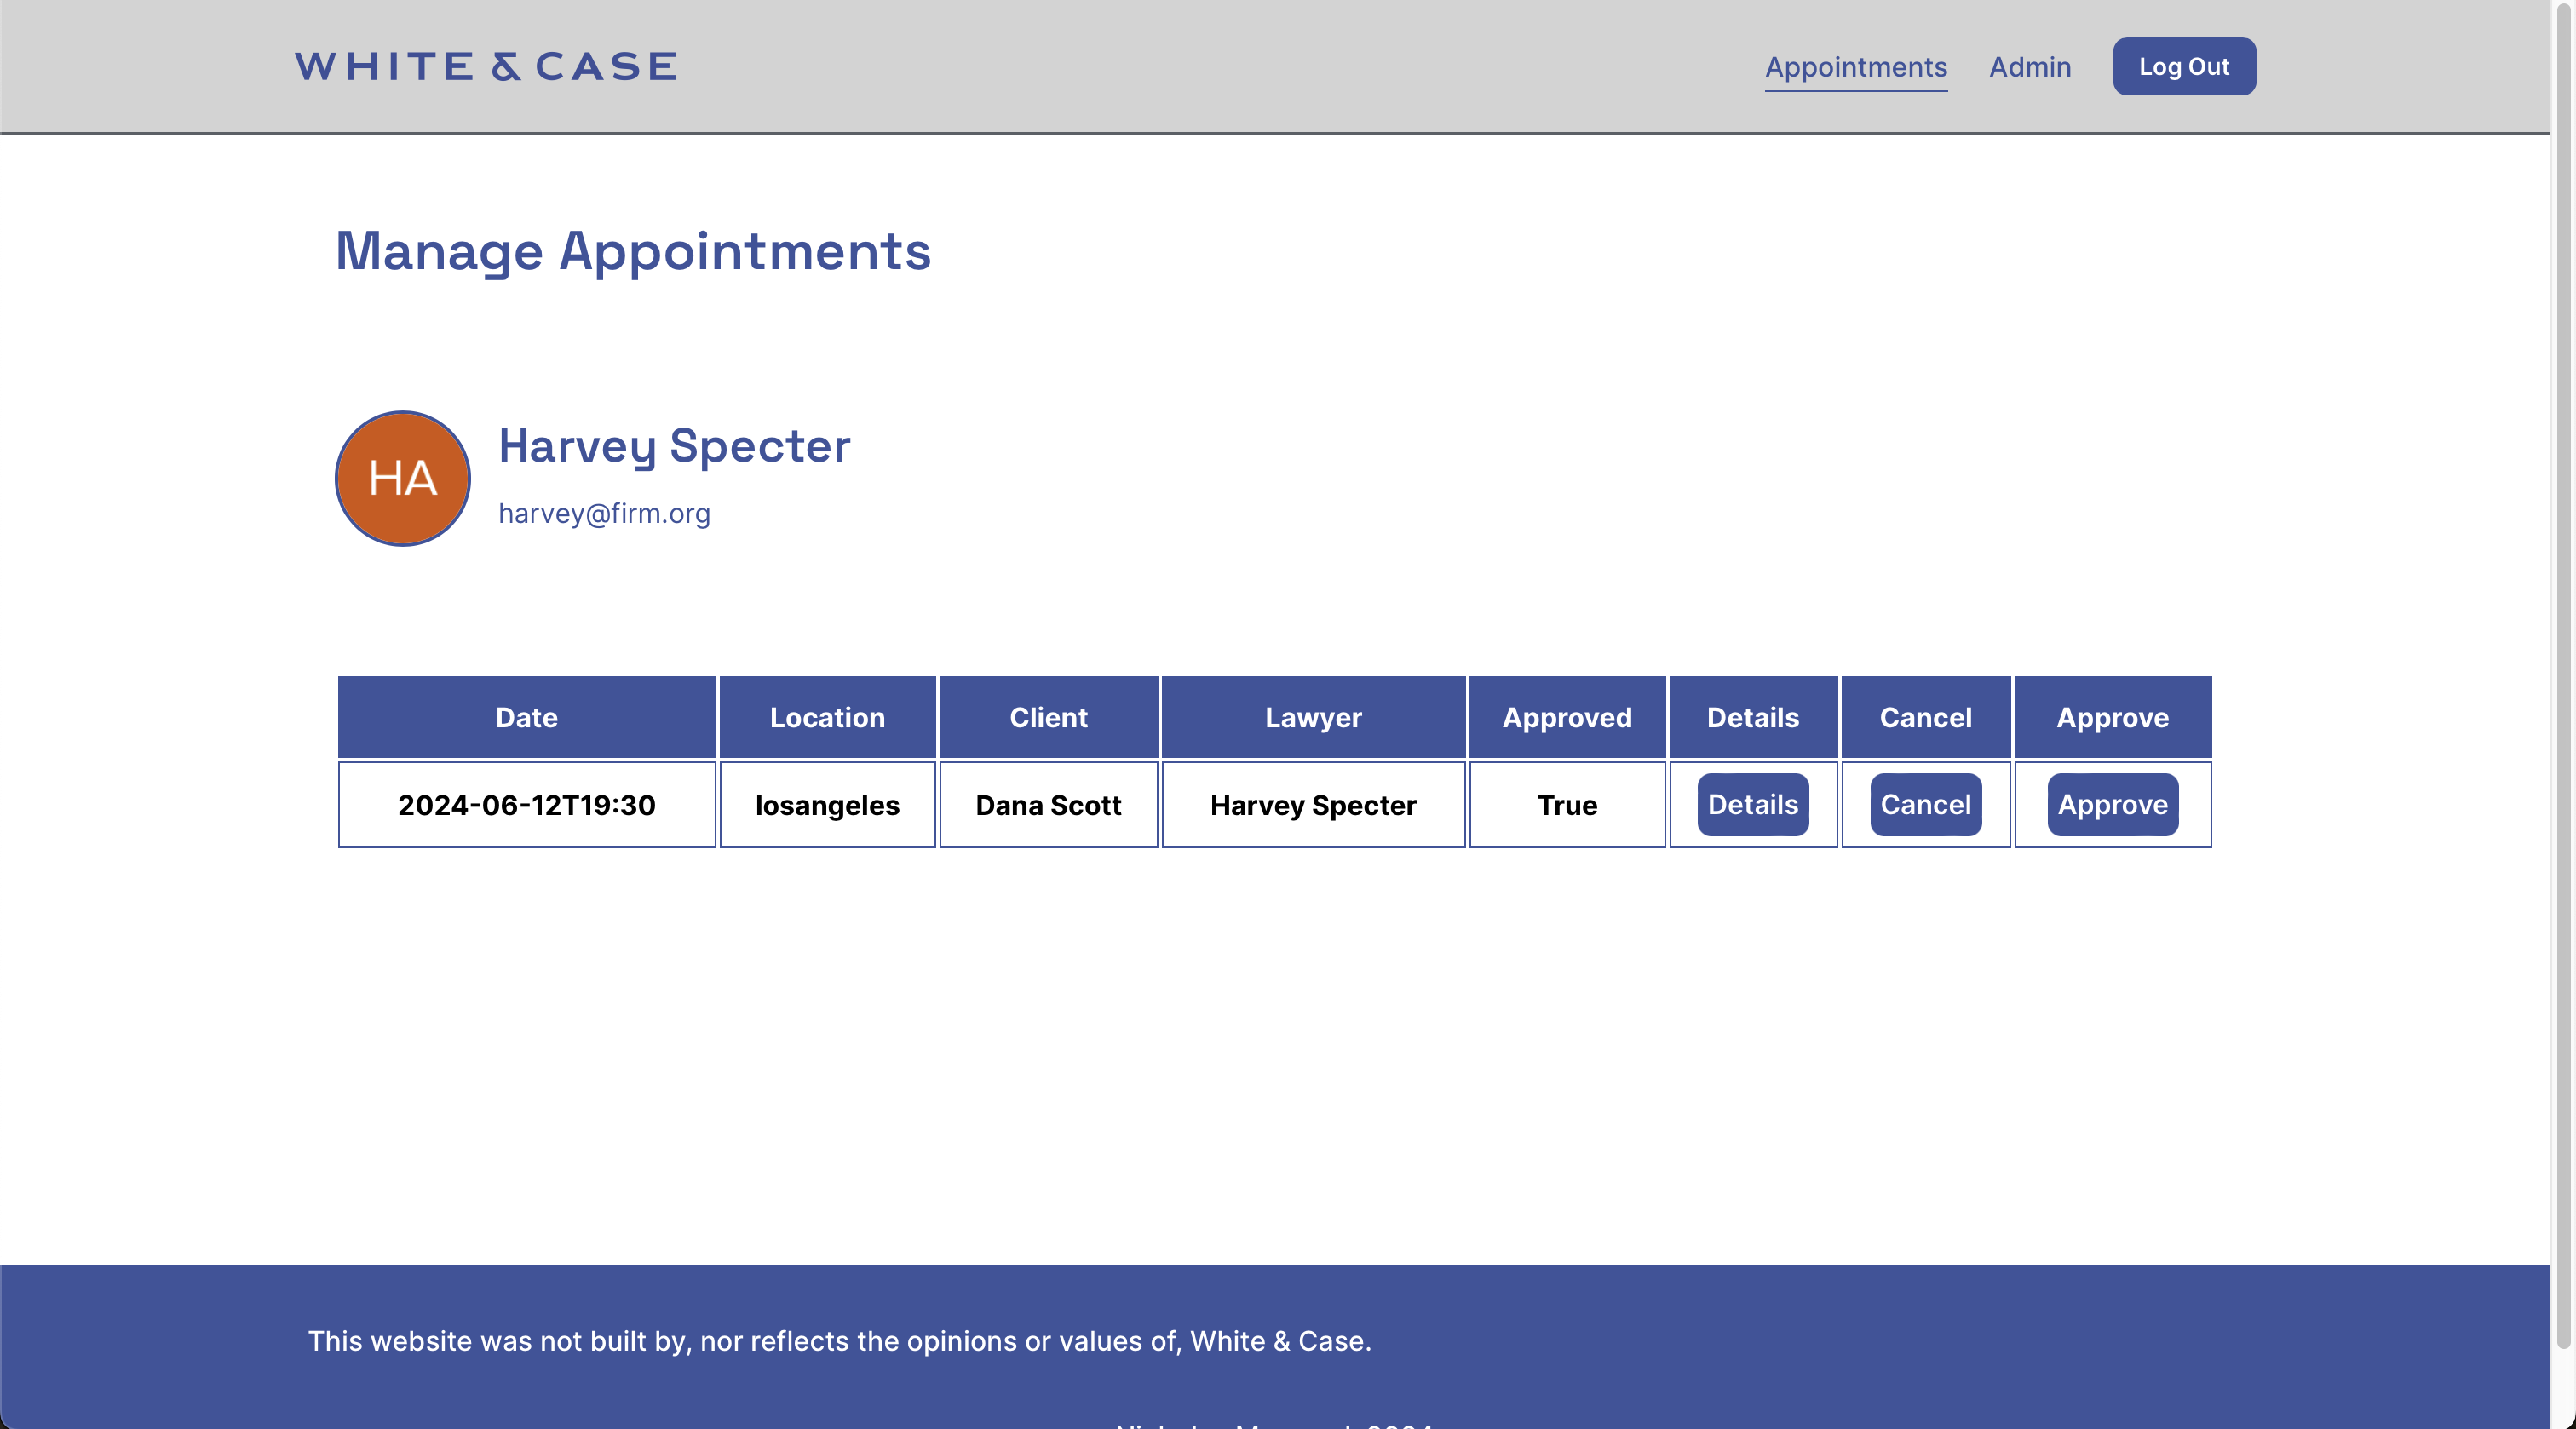 WHITE & CASE
Appointments Admin Log Out
Manage Appointments
HA
Harvey Specter
harvey@firm.org
Date Location Client Lawyer Approved Details Cancel Approve
2024-06-12T19:30 losangeles Dana Scott Harvey Specter True Details Cancel Approve
This website was not built by, nor reflects the opinions or values of, White & Case.